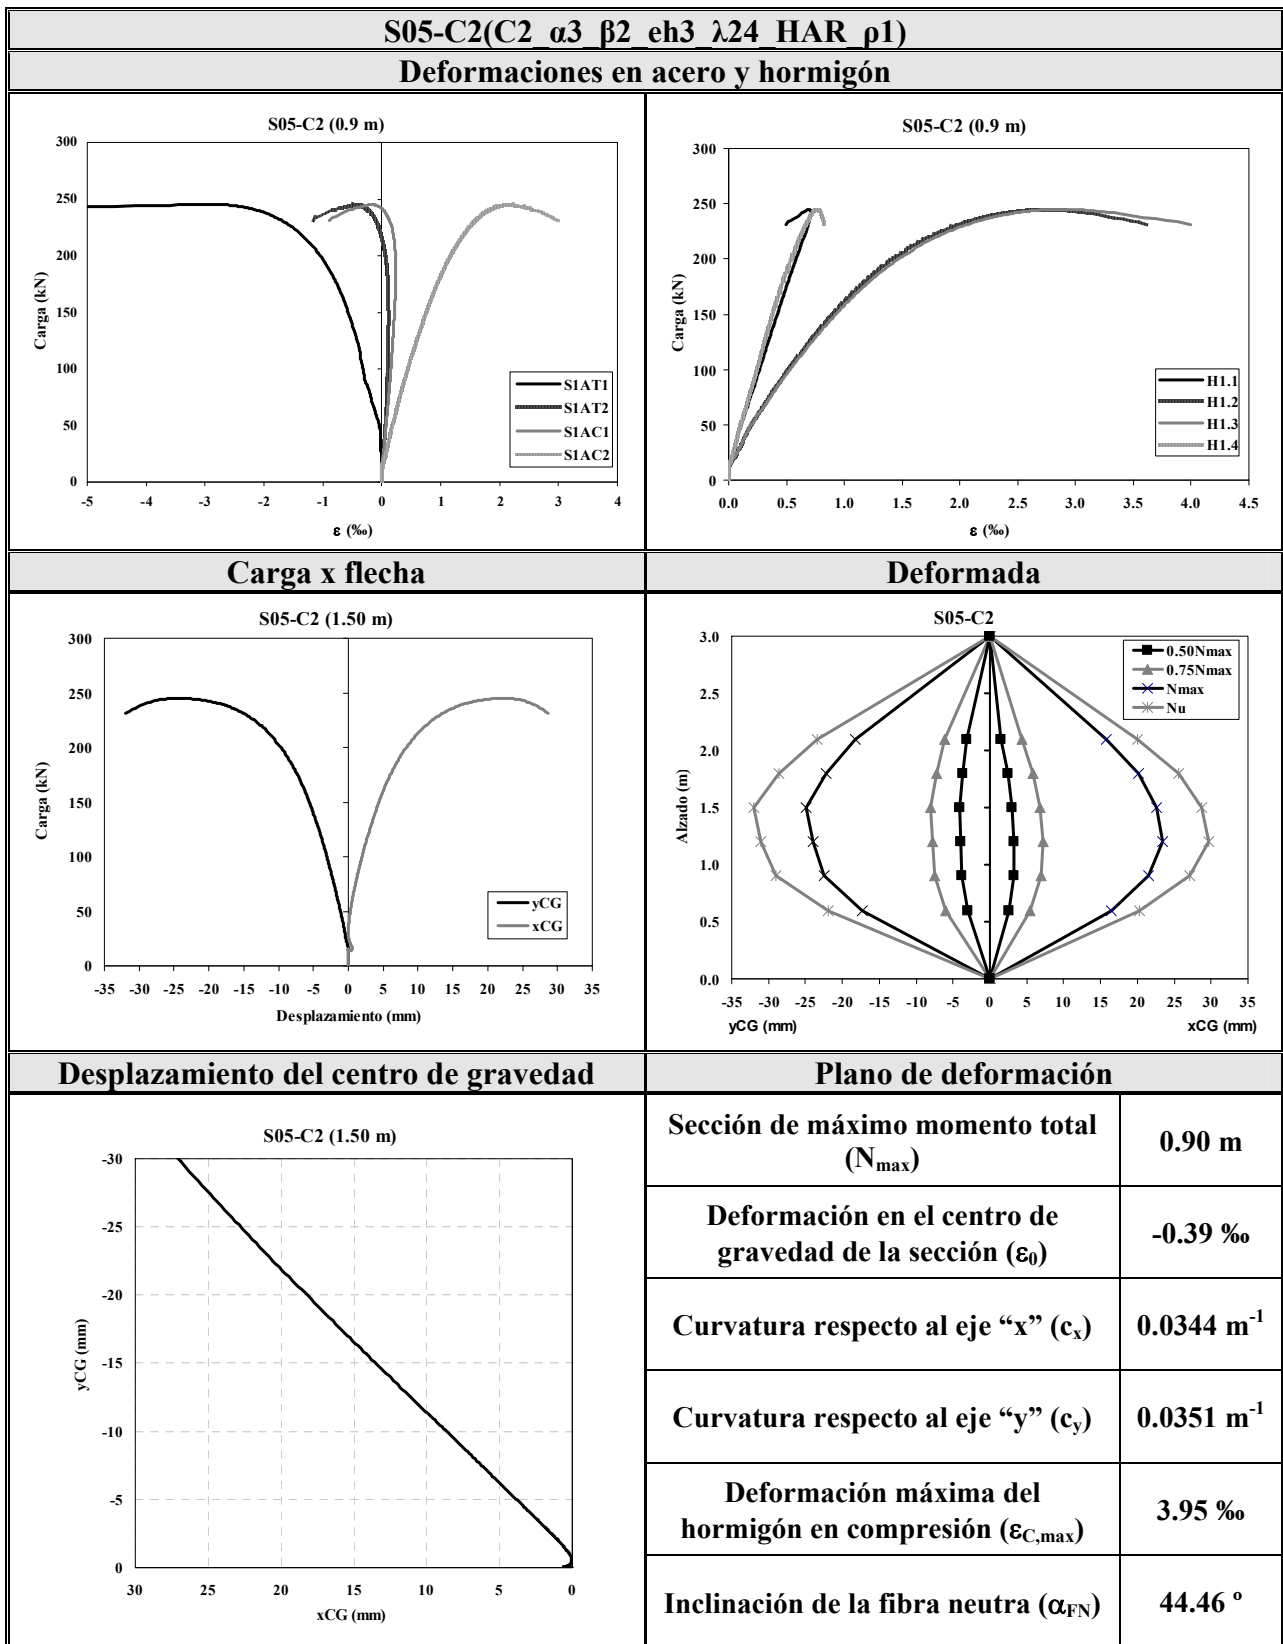 S05-C2(C2_α3_β2_eh3_λ24_HAR_ρ1)
Deformaciones en acero y hormigón
S05-C2 (0.9 m)
300
250
200
150
100
50
0
Carga (kN)
-5 -4 -3 -2 -1 0 1 2 3 4
ε (‰)
S1AT1
S1AT2
S1AC1
S1AC2
S05-C2 (0.9 m)
300
250
200
150
100
50
0
Carga (kN)
0.0 0.5 1.0 1.5 2.0 2.5 3.0 3.5 4.0 4.5
ε (‰)
H1.1
H1.2
H1.3
H1.4
Carga x flecha
S05-C2 (1.50 m)
300
250
200
150
100
50
0
Carga (kN)
-35 -30 -25 -20 -15 -10 -5 0 5 10 15 20 25 30 35
Desplazamiento (mm)
yCG
xCG
Deformada
S05-C2
3.0
2.5
2.0
1.5
1.0
0.5
0.0
Alzado (m)
-35 -30 -25 -20 -15 -10 -5 0 5 10 15 20 25 30 35
yCG (mm) xCG (mm)
0.50Nmax
0.75Nmax
Nmax
Nu
Desplazamiento del centro de gravedad
S05-C2 (1.50 m)
-30
-25
-20
-15
-10
-5
0
yCG (mm)
30 25 20 15 10 5 0
xCG (mm)
Plano de deformación
Sección de máximo momento total
(Nmax)
0.90 m
Deformación en el centro de
gravedad de la sección (ε0)
-0.39 ‰
Curvatura respecto al eje “x” (cx)
0.0344 m-1
Curvatura respecto al eje “y” (cy)
0.0351 m-1
Deformación máxima del
hormigón en compresión (εC,max)
3.95 ‰
Inclinación de la fibra neutra (αFN)
44.46 º